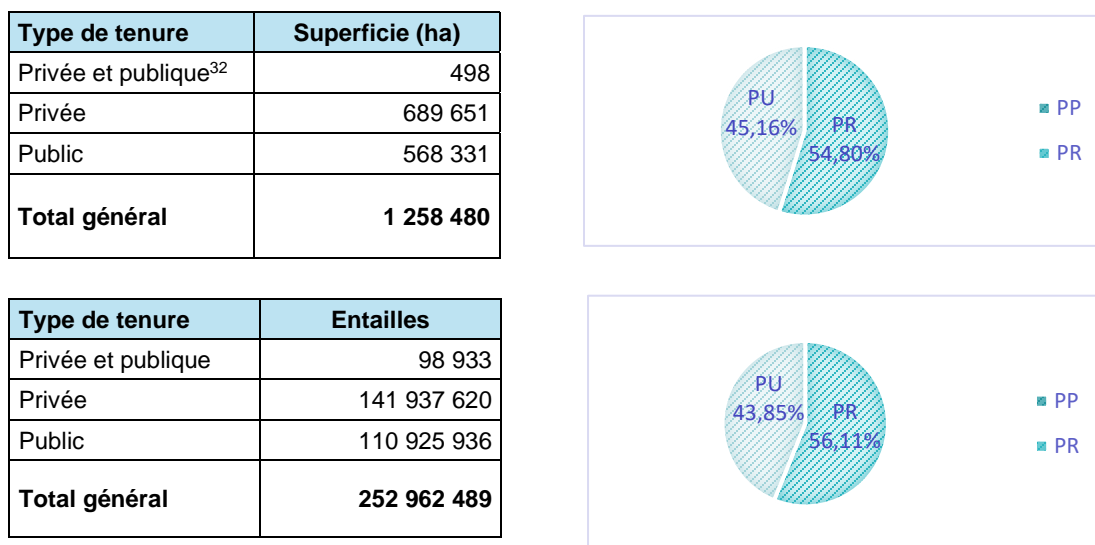 Type de tenure Superficie (ha)
Privée et publique32 498
Privée 689 651
Public 568 331
Total général 1 258 480
PU
45,16%
PR
54,80%
PP
PR
Type de tenure Entailles
Privée et publique 98 933
Privée 141 937 620
Public 110 925 936
Total général 252 962 489
PU
43,85%
PR
56,11%
PP
PR